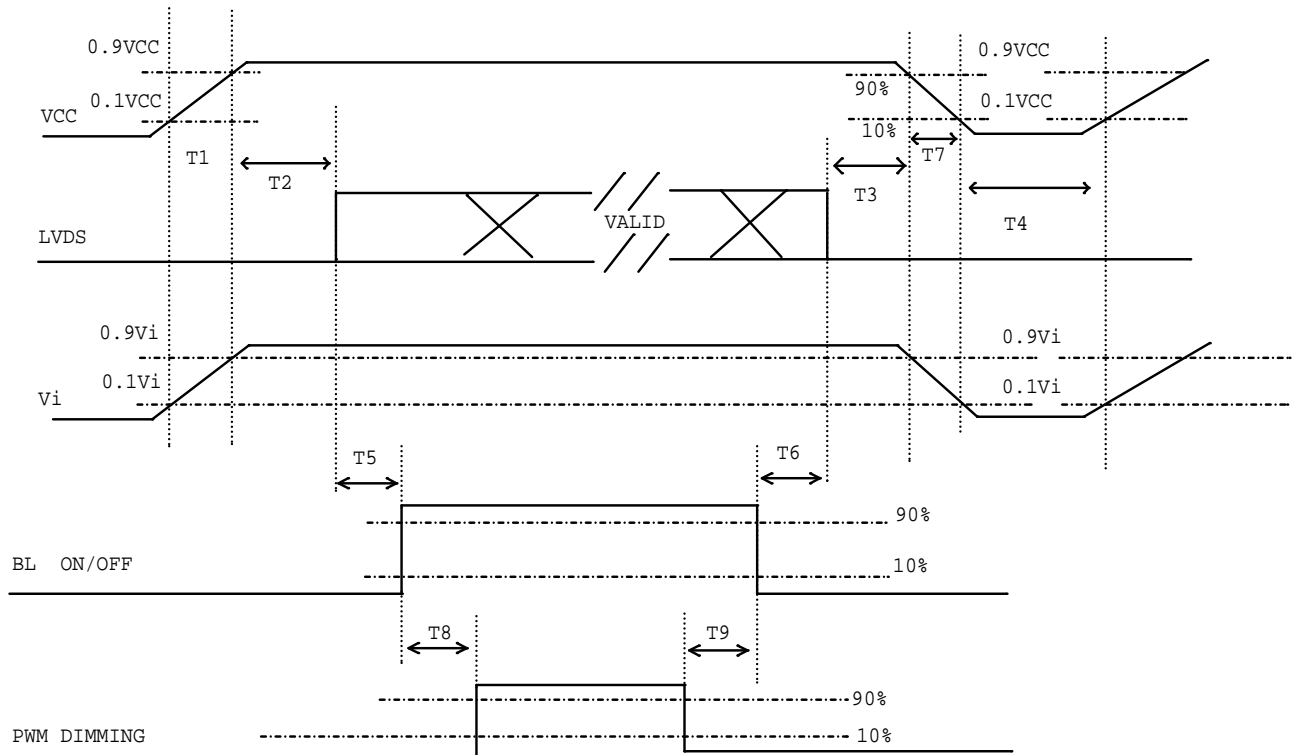 0.9VCC
0.9VCC
90%
0.1VCC
0.1VCC
VCC
10%
T1
T7
T2
T3
VALID
T4
LVDS
0.9Vi
0.9Vi
0.1Vi
0.1Vi
Vi
T5
T6
90%
BL ON/OFF
10%
T8
T9
90%
PWM DIMMING
10%